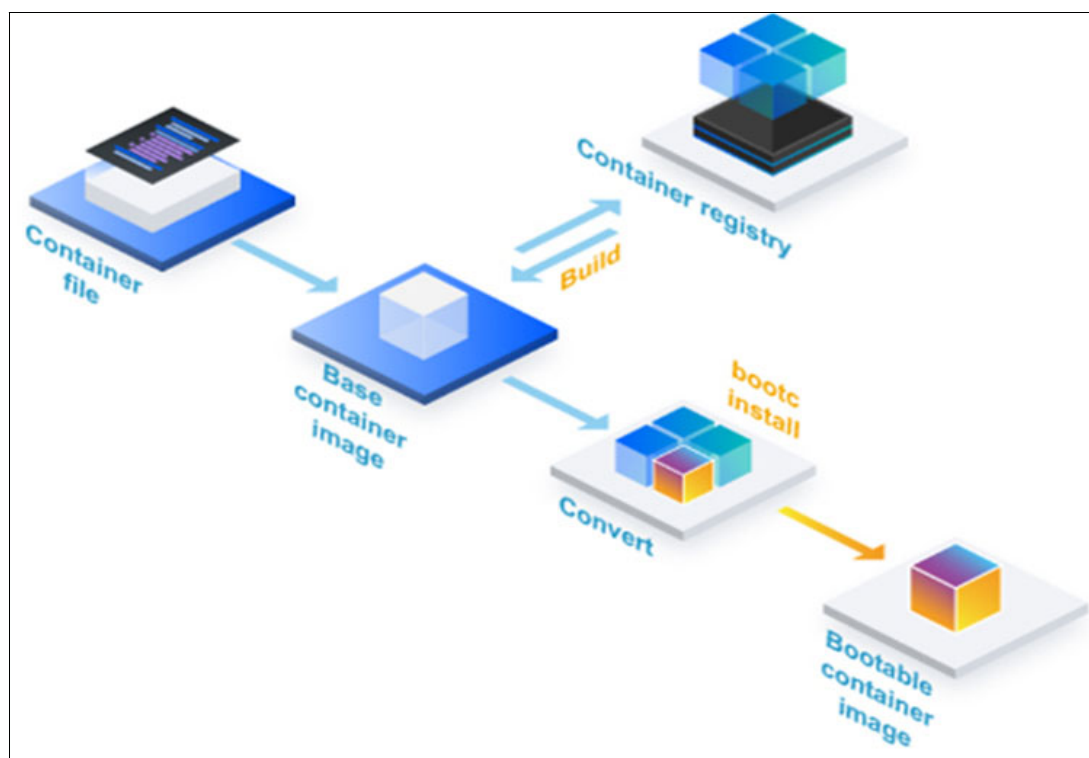 Container registry
Container
file
Build
Base
container
image
bootc
install
Convert
Bootable
container
image